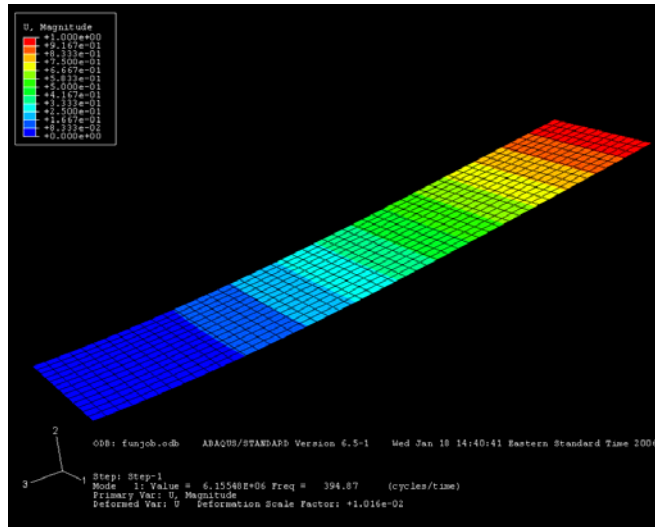 U, Magnitude
+1.000e+00
+9.167e-01
+8.333e-01
+7.500e-01
+6.667e-01
+5.833e-01
+5.000e-01
+4.167e-01
+3.333e-01
+2.500e-01
+1.667e-01
+8.333e-02
+0.000e+00
2
3
1
ODB: funjob.odb ABAQUS/STANDARD Version 6.5-1 Wed Jan 18 14:40:41 Eastern Standard Time 200
Step: Step-1
Mode 1: Value = 6.15548E+06 Freq = 394.87 (cycles/time)
Primary Var: U, Magnitude
Deformed Var: U Deformation Scale Factor: +1.016e-02